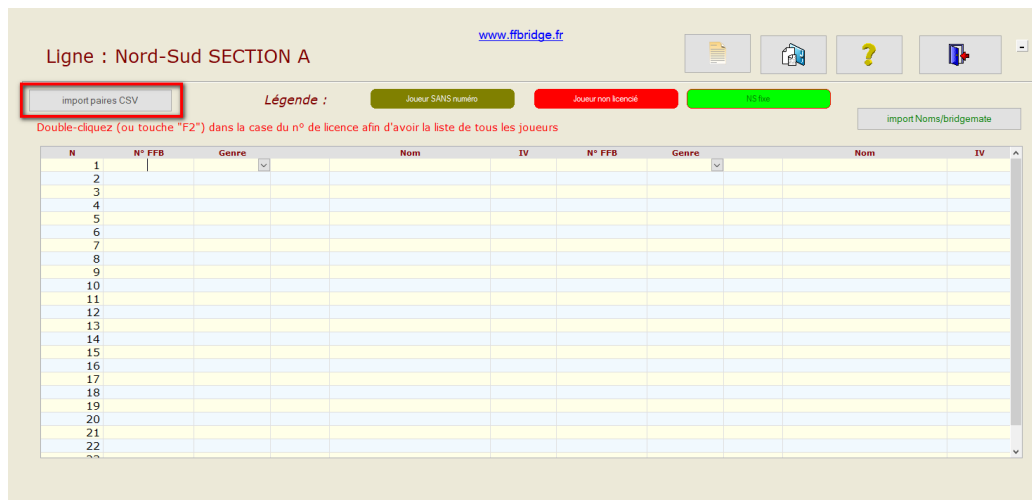 www.ffbridge.fr
Ligne : Nord-Sud SECTION A
?
-
import paires CSV
Légende :
Joueur SANS numéro
Joueur non licencié
NS fixe
import Noms/bridgemate
Double-cliquez (ou touche "F2") dans la case du n° de licence afin d'avoir la liste de tous les joueurs
N N° FFB Genre Nom IV N° FFB Genre Nom IV
1
2
3
4
5
6
7
8
9
10
11
12
13
14
15
16
17
18
19
20
21
22